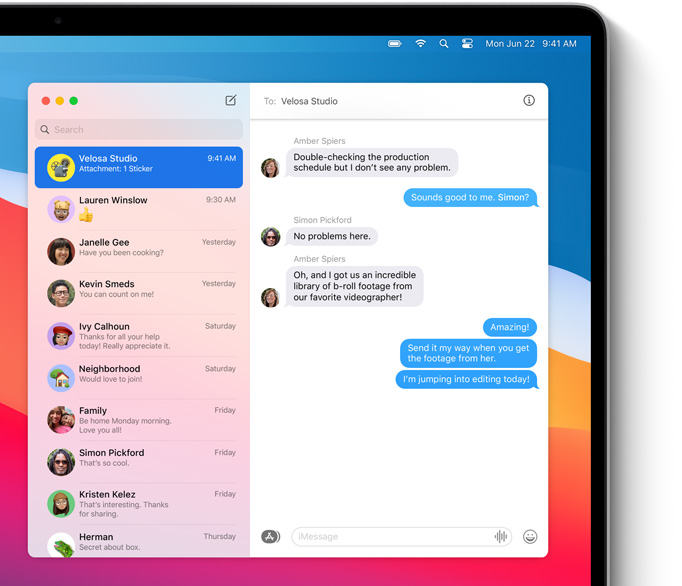 Mon Jun 22 9:41 AM
Search
Velosa Studio 9:41 AM
Attachment: 1 Sticker
Lauren Winslow 9:30 AM
👍
Janelle Gee Yesterday
Have you been cooking?
Kevin Smeds Yesterday
You can count on me!
Ivy Calhoun Saturday
Thanks for all your help
today! Really appreciate it.
Neighborhood Saturday
Would love to join!
Family Friday
Be home Monday morning.
Love you all!
Simon Pickford Friday
That's so cool.
Kristen Kelez Friday
That's interesting. Thanks
for sharing.
Herman Thursday
Secret about box.
To: Velosa Studio
Amber Spiers
Double-checking the production
schedule but I don't see any problem.
Sounds good to me. Simon?
Simon Pickford
No problems here.
Amber Spiers
Oh, and I got us an incredible
library of b-roll footage from
our favorite videographer!
Amazing!
Send it my way when you get
the footage from her.
I'm jumping into editing today!
iMessage